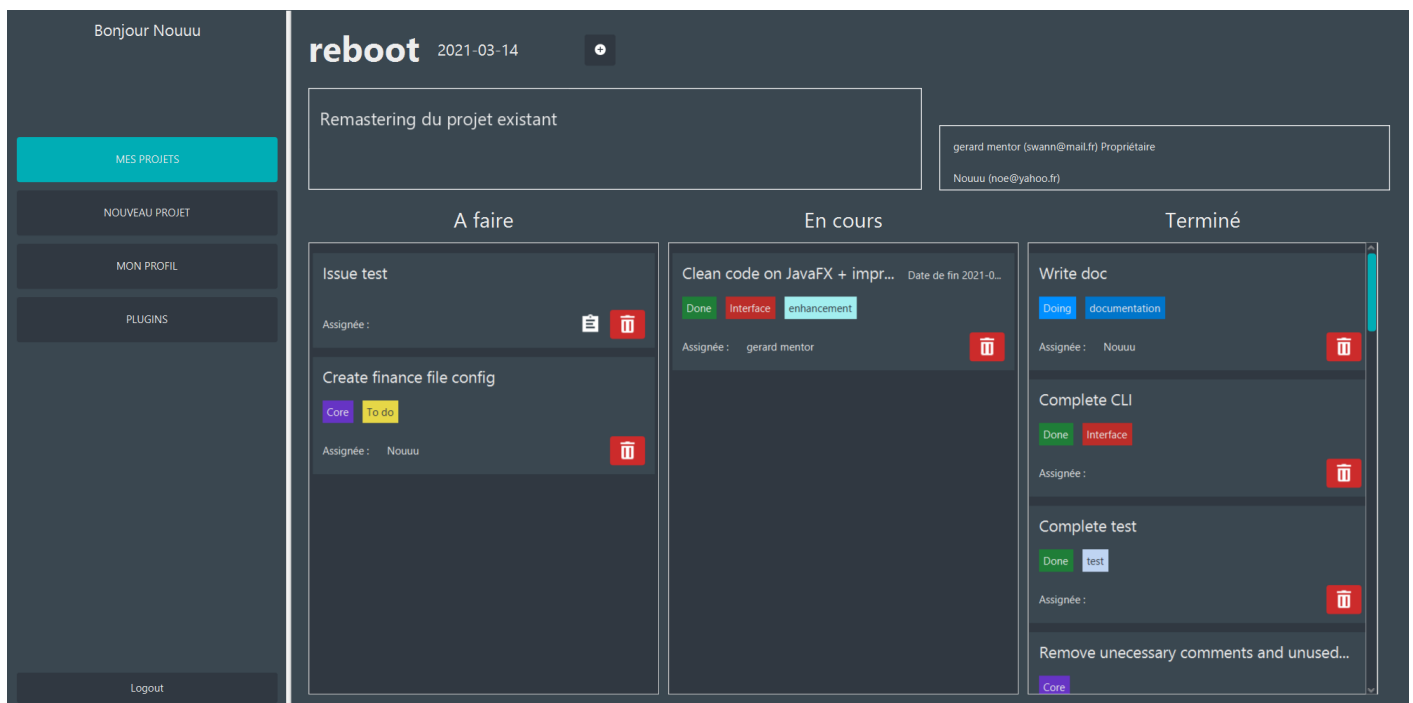 Bonjour Nouuu
MES PROJETS
NOUVEAU PROJET
MON PROFIL
PLUGINS
Logout
reboot 2021-03-14
Remastering du projet existant
gerard mentor (swann@mail.fr) Propriétaire
Nouuu (noe@yahoo.fr)
A faire
Issue test
Assignée :
Create finance file config
Core To do
Assignée : Nouuu
En cours
Clean code on JavaFX + impr... Date de fin 2021-0...
Done Interface enhancement
Assignée : gerard mentor
Terminé
Write doc
Doing documentation
Assignée : Nouuu
Complete CLI
Done Interface
Assignée :
Complete test
Done test
Assignée :
Remove unecessary comments and unused...
Core